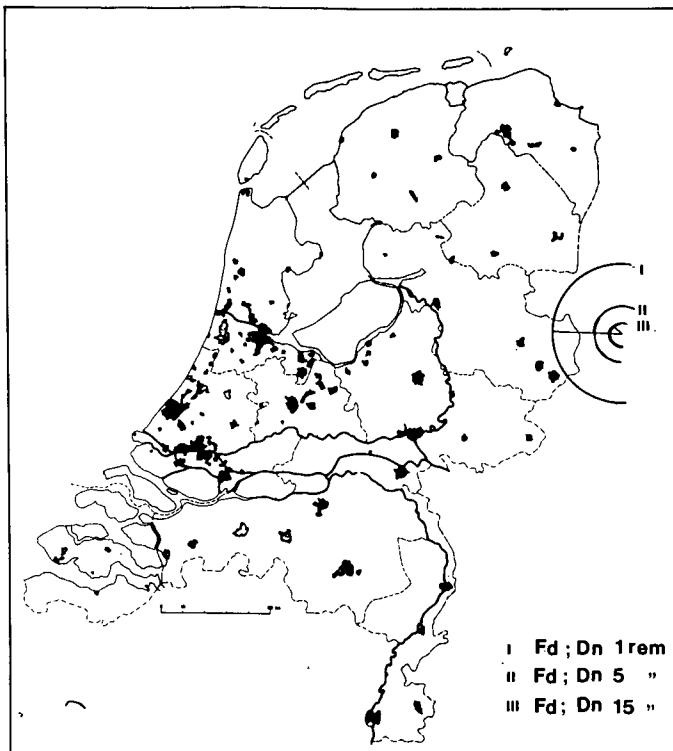 I
II
III
I Fd ; Dn 1 rem
II Fd ; Dn 5 "
III Fd ; Dn 15 "